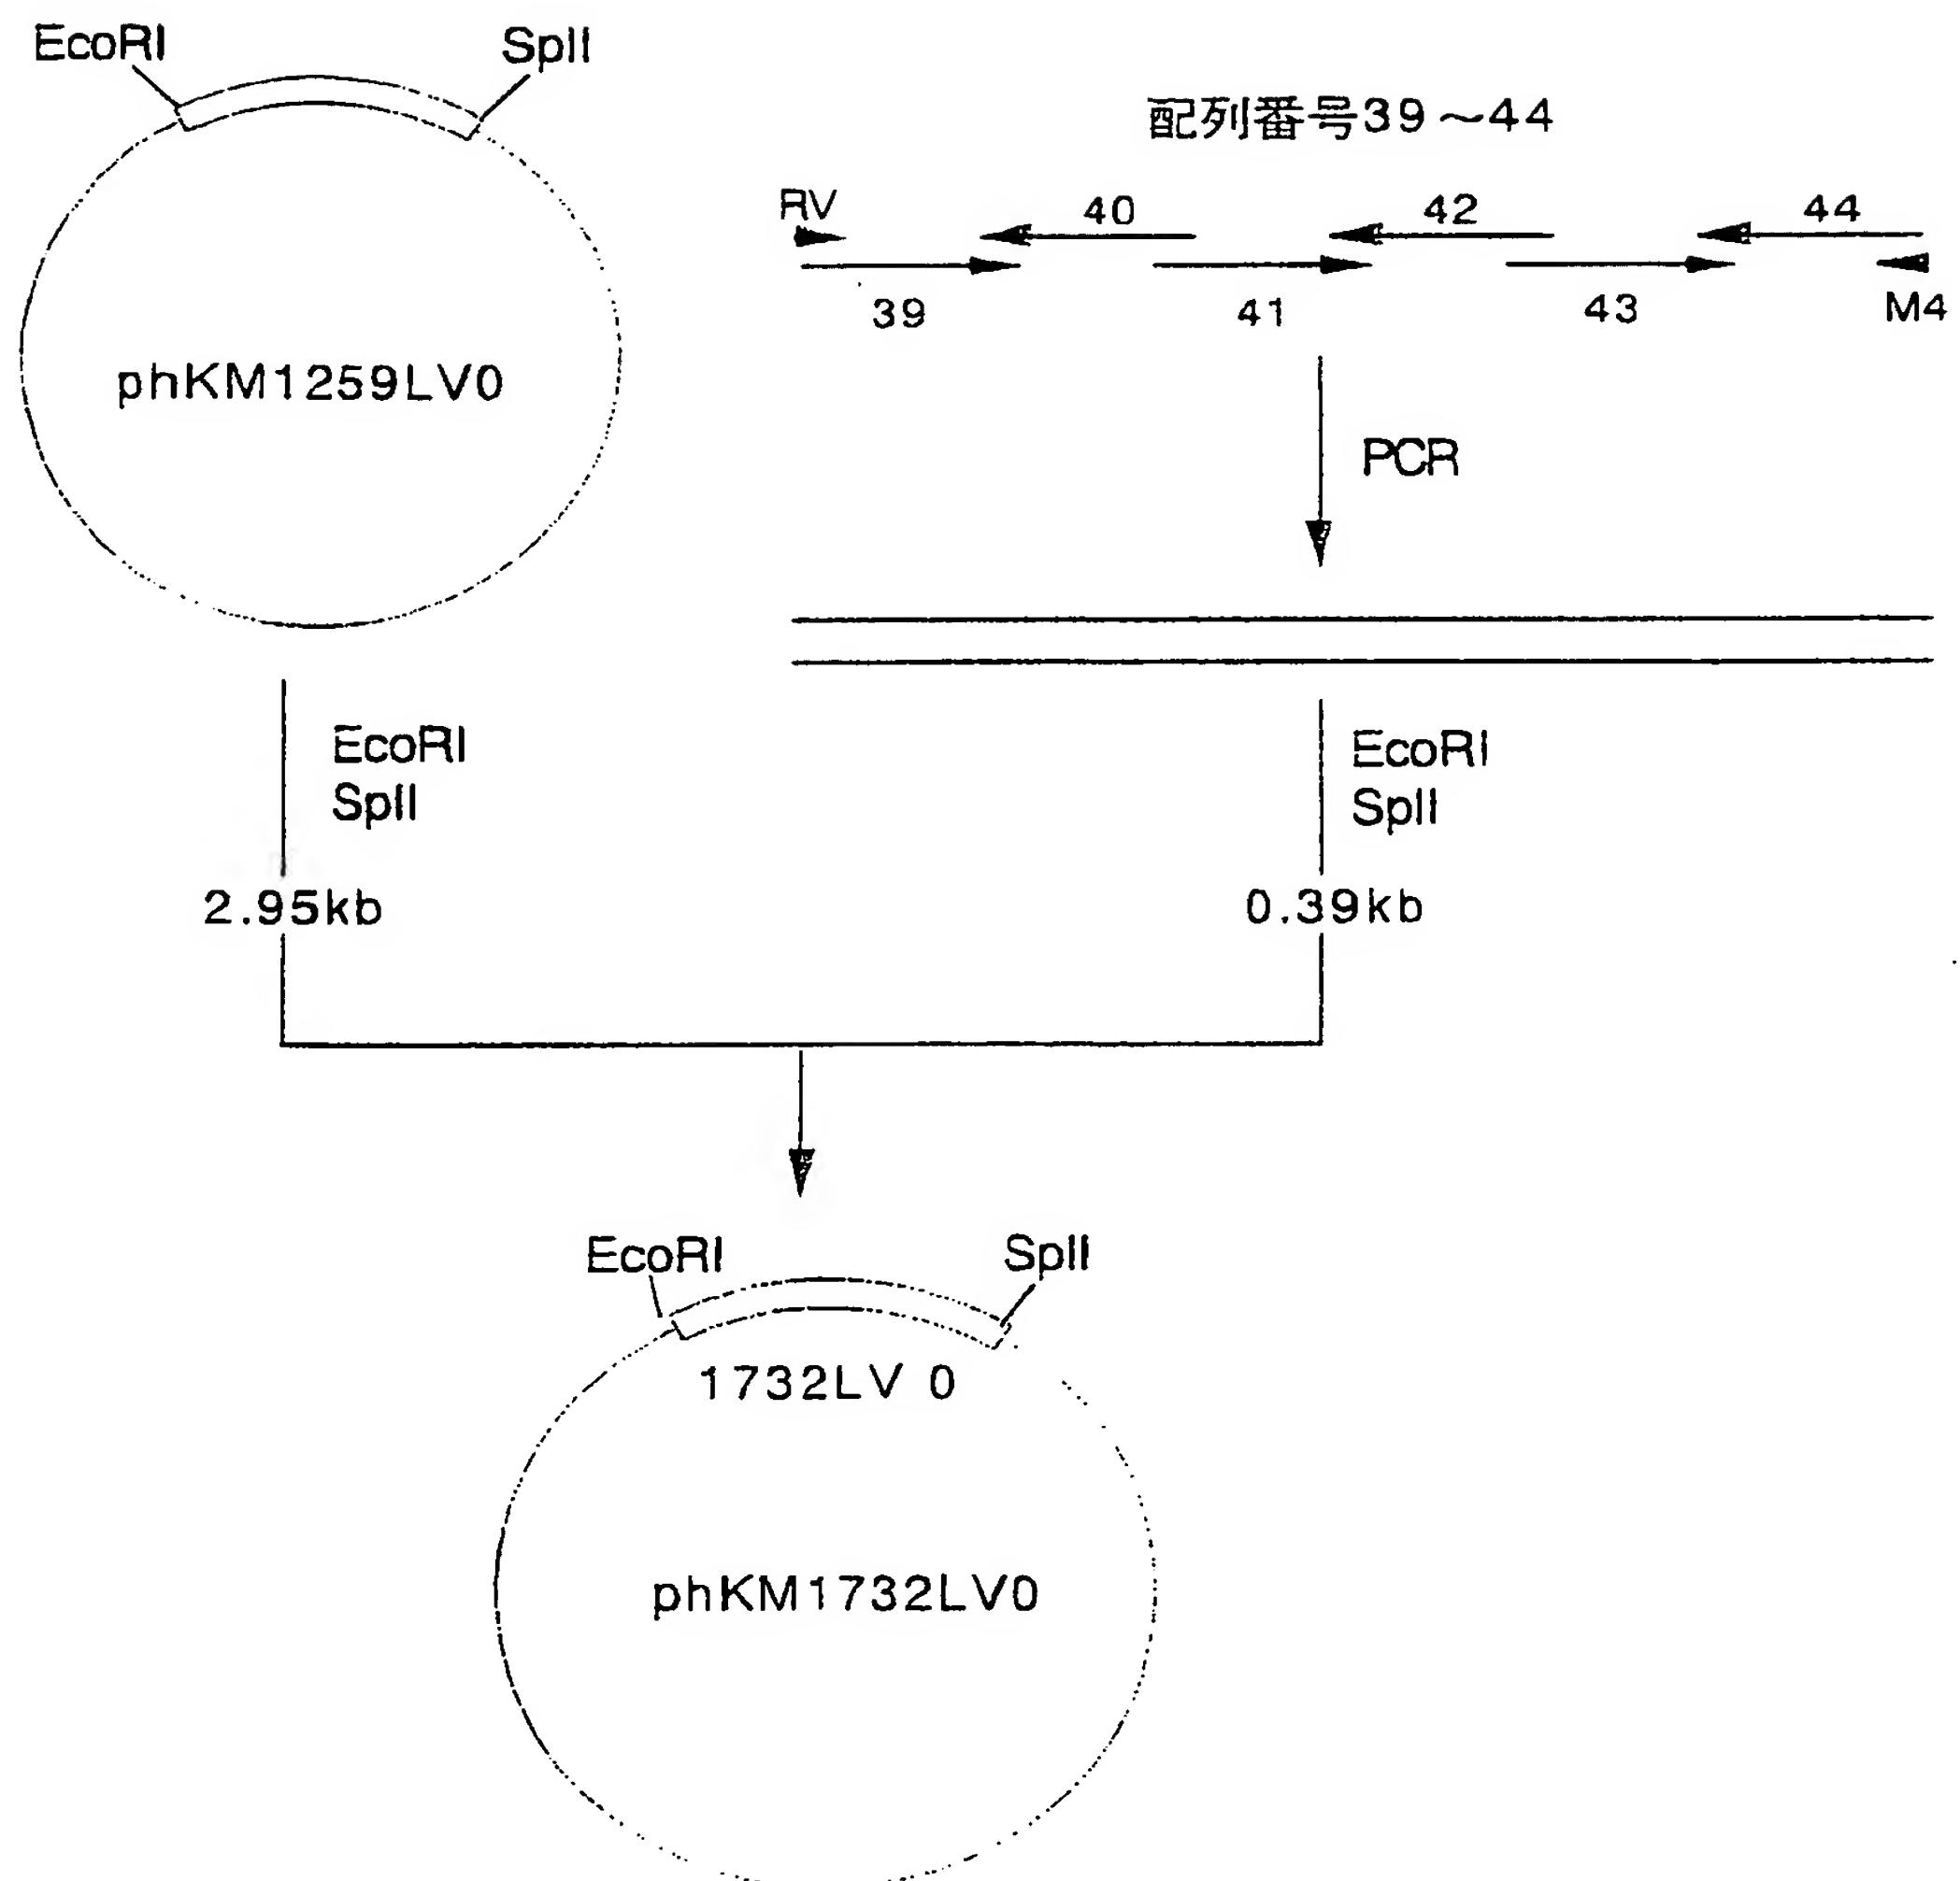 EcoRI
SplI
phKM1259LV0
配列番号39～44
RV
40
42
44
39
41
43
M4
PCR
EcoRI
SplI
2.95kb
EcoRI
SplI
0.39kb
EcoRI
SplI
1732LV 0
phKM1732LV0